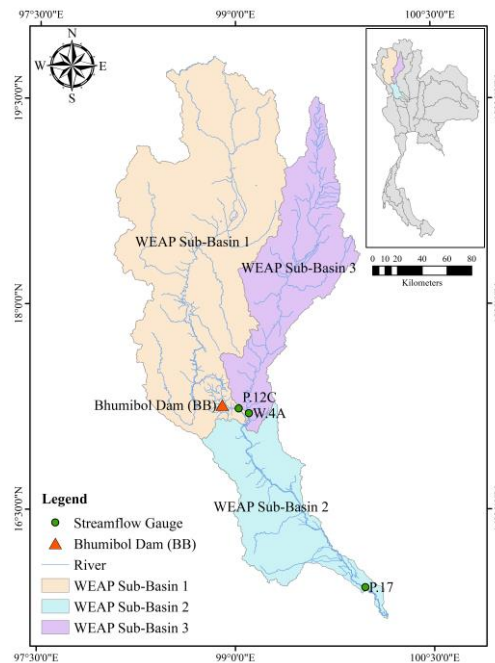 97°30'0"E
99°0'0"E
100°30'0"E
N
W
E
S
19°30'0"N
WEAP Sub-Basin 1
WEAP Sub-Basin 3
0 10 20 40 60 80
Kilometers
18°0'0"N
P.12C
Bhumibol Dam (BB)
W.4A
16°30'0"N
WEAP Sub-Basin 2
Legend
Streamflow Gauge
Bhumibol Dam (BB)
River
WEAP Sub-Basin 1
WEAP Sub-Basin 2
WEAP Sub-Basin 3
P.17
97°30'0"E
99°0'0"E
100°30'0"E